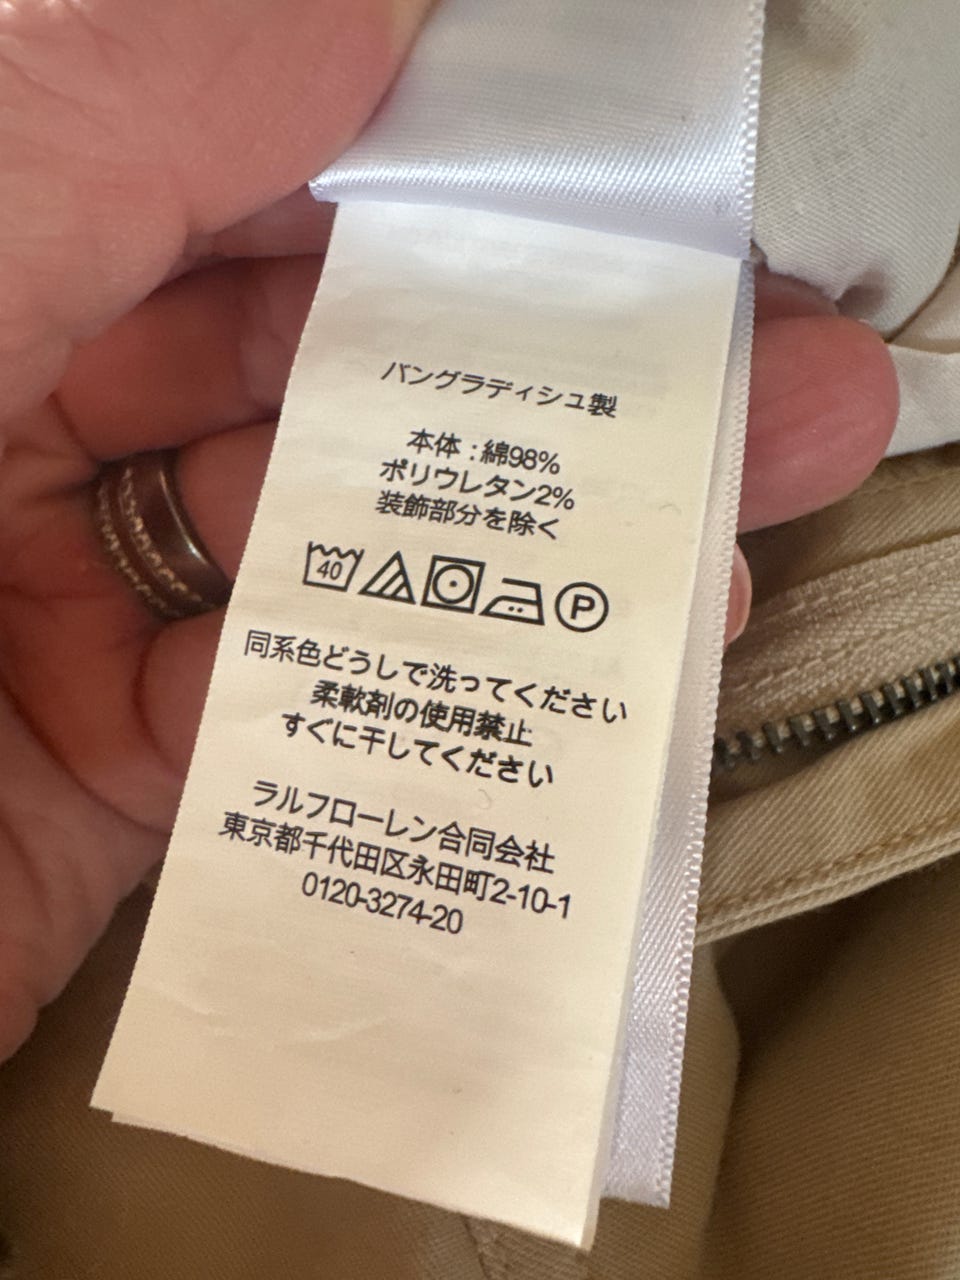 バングラディシュ製
本体：綿98%
ポリウレタン2%
装飾部分を除く
40 P
同系色どうしで洗ってください
柔軟剤の使用禁止
すぐに干してください
ラルフローレン合同会社
東京都千代田区永田町2-10-1
0120-3274-20